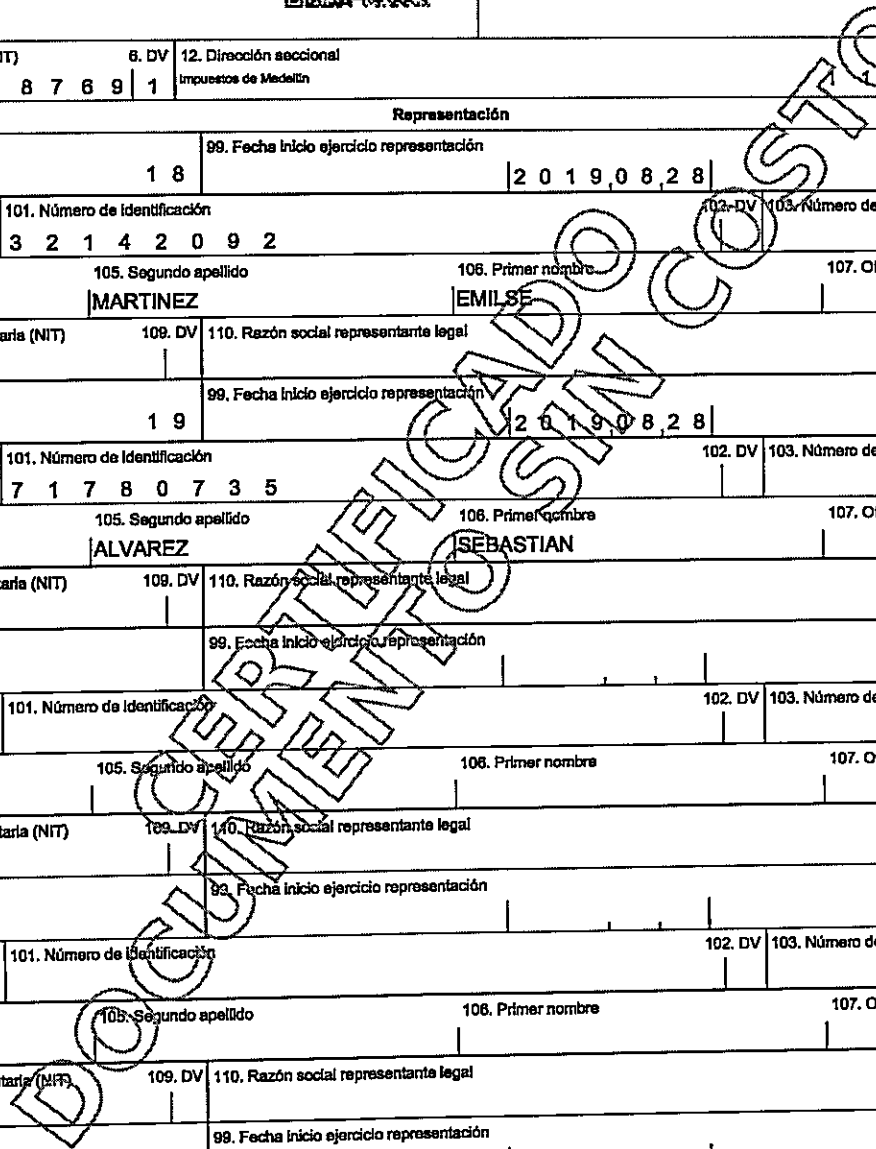 6. DV 12. Dirección seccional
8 7 6 9 1 Impuestos de Medellín
Representación
99. Fecha inicio ejercicio representación
1 8 2 0 1 9 0 8 2 8
101. Número de identificación 102. DV 103. Número de
3 2 1 4 2 0 9 2
105. Segundo apellido 106. Primer nombre 107.
MARTINEZ EMILSE
(NIT) 109. DV 110. Razón social representante legal
99. Fecha inicio ejercicio representación
1 9 2 0 1 9 0 8 2 8
101. Número de identificación 102. DV 103. Número de
7 1 7 8 0 7 3 5
105. Segundo apellido 106. Primer nombre 107.
ALVAREZ SEBASTIAN
(NIT) 109. DV 110. Razón social representante legal
99. Fecha inicio ejercicio representación
101. Número de identificación 102. DV 103. Número de
105. Segundo apellido 106. Primer nombre 107.
(NIT) 109. DV 110. Razón social representante legal
99. Fecha inicio ejercicio representación
101. Número de identificación 102. DV 103. Número de
105. Segundo apellido 106. Primer nombre 107.
(NIT) 109. DV 110. Razón social representante legal
99. Fecha inicio ejercicio representación
CERTIFICADO
DOCUMENTO SIN COSTO